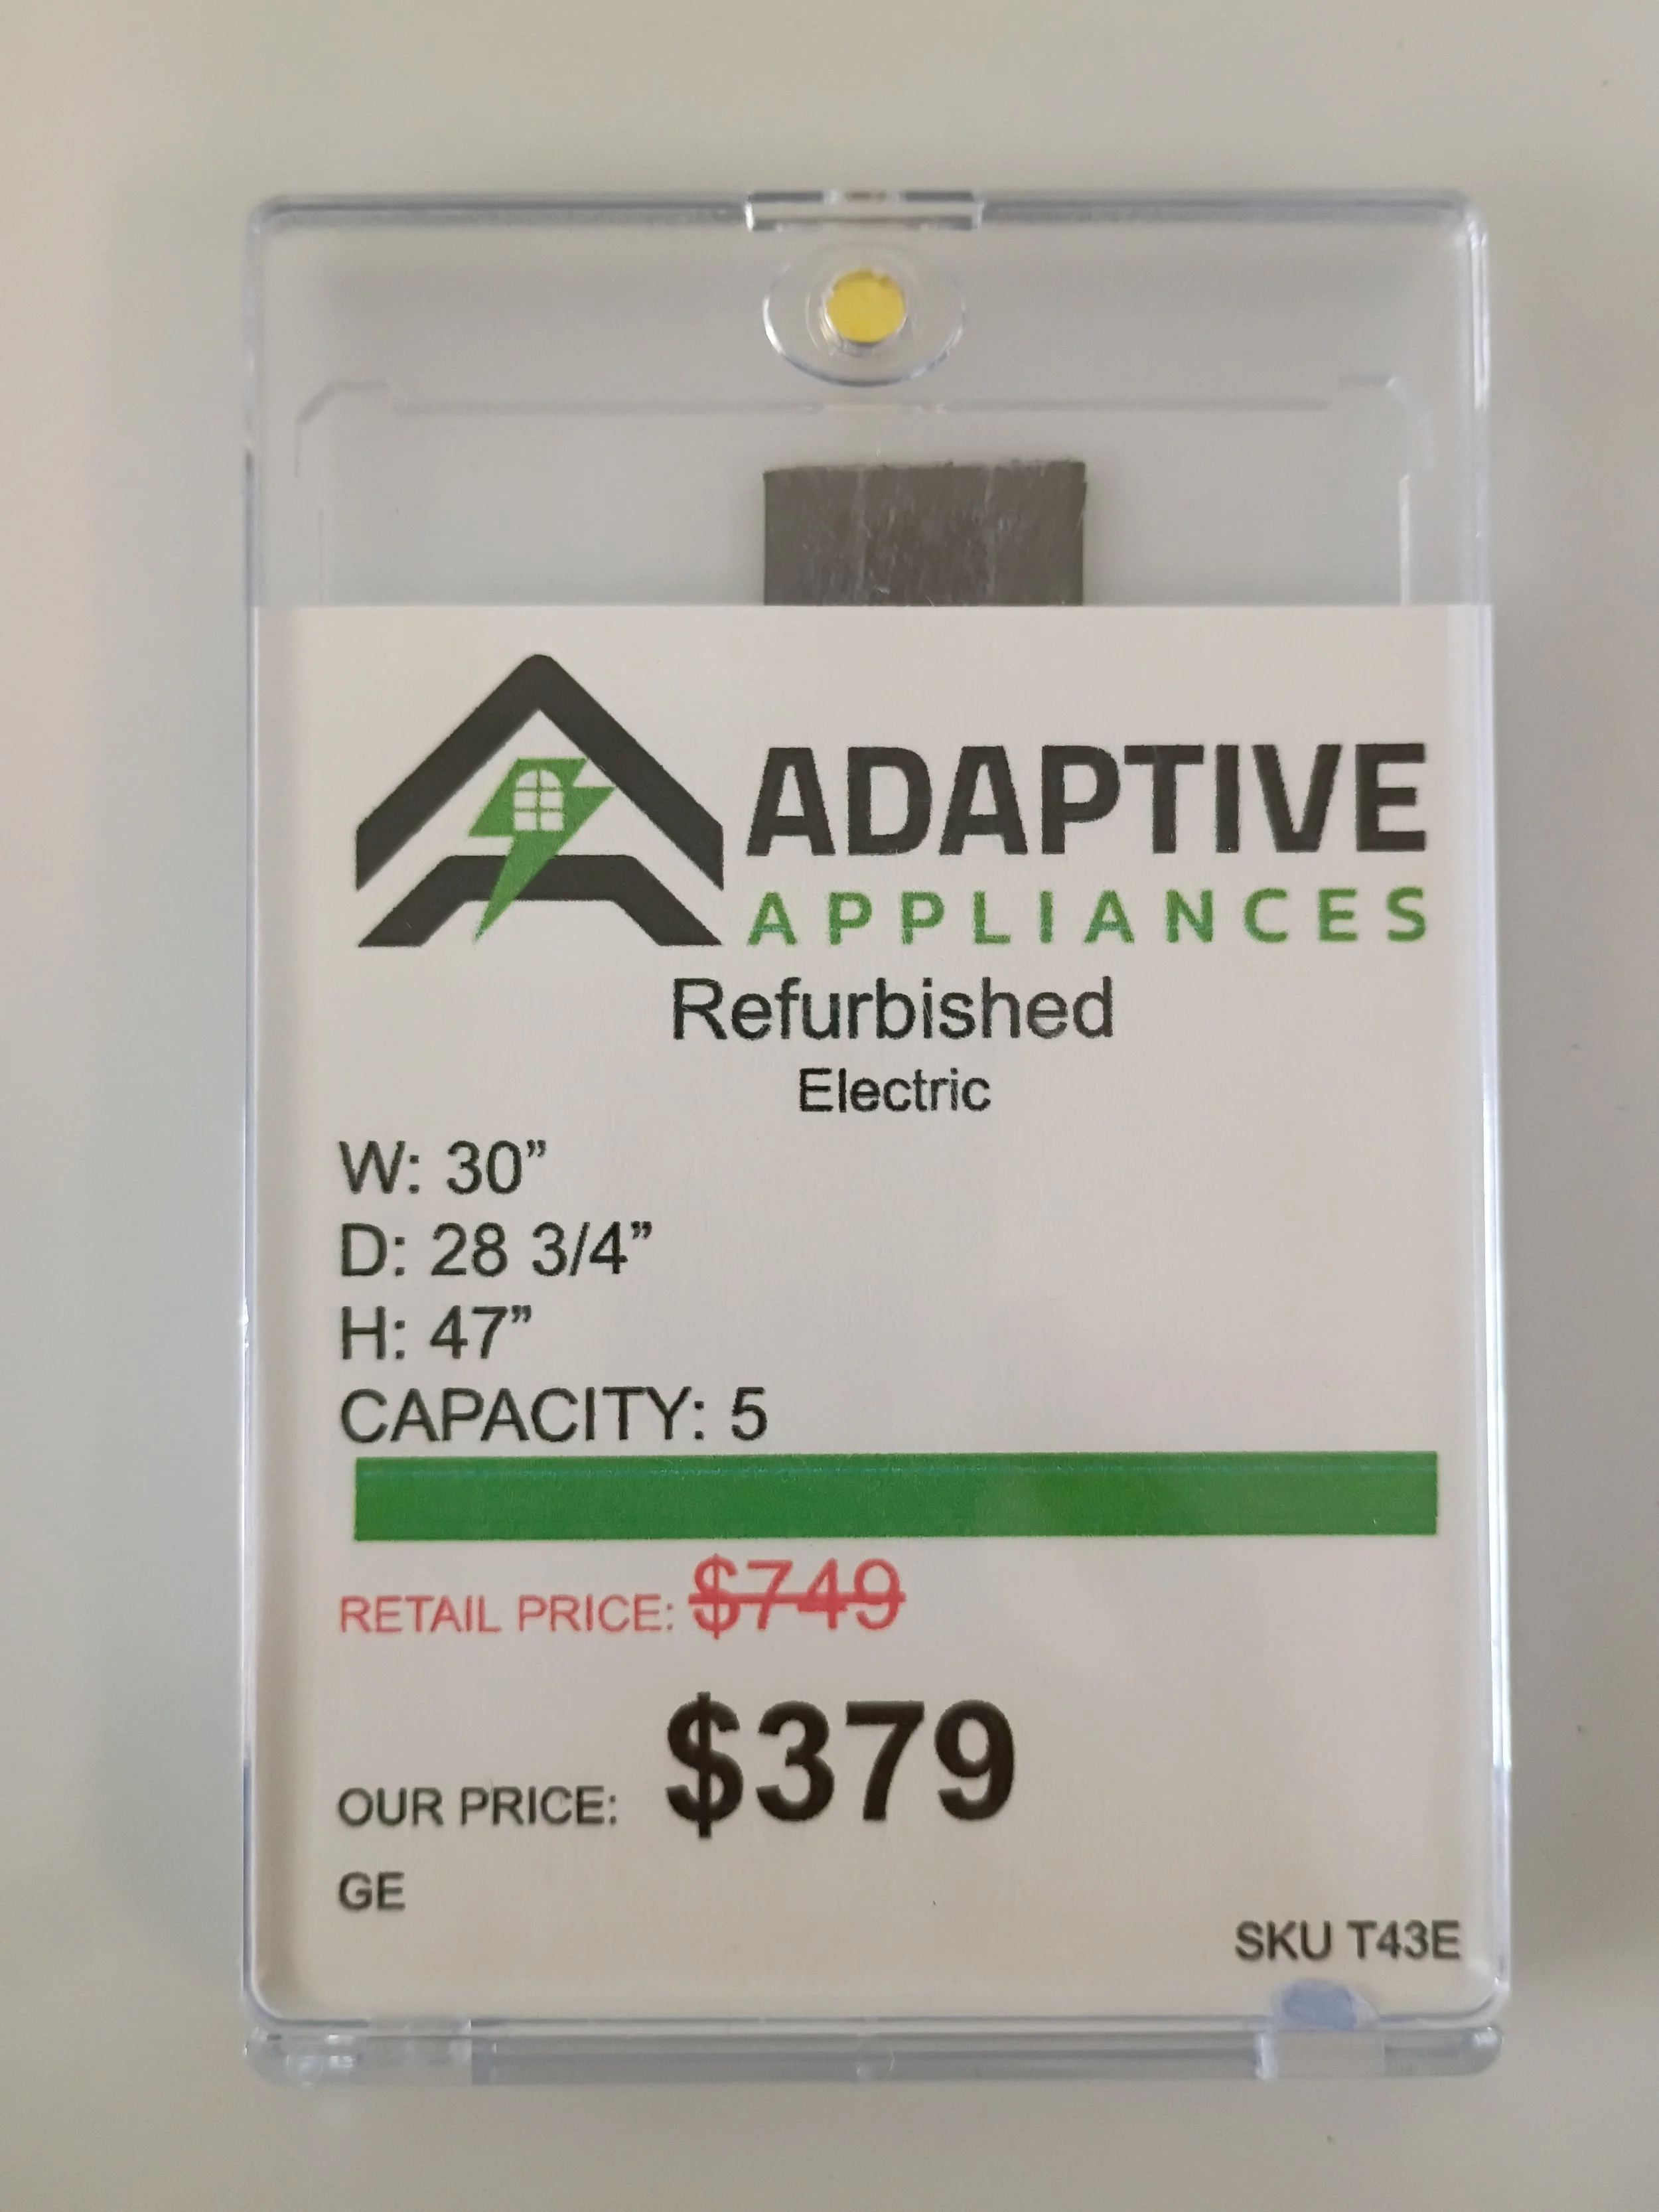 ADAPTIVE
APPLIANCES
Refurbished
Electric
W: 30”
D: 28 3/4”
H: 47”
CAPACITY: 5
RETAIL PRICE: $749
OUR PRICE: $379
GE
SKU T43E